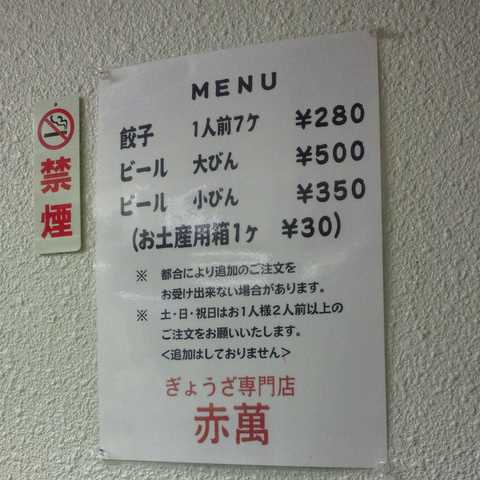 禁煙
MENU
餃子 1人前7ケ ¥280
ビール 大びん ¥500
ビール 小びん ¥350
(お土産用箱1ヶ ¥30)
※ 都合により追加のご注文を
お受け出来ない場合があります。
※ 土・日・祝日はお1人様2人前以上の
ご注文をお願いいたします。
<追加はしておりません>
ぎょうざ専門店
赤萬